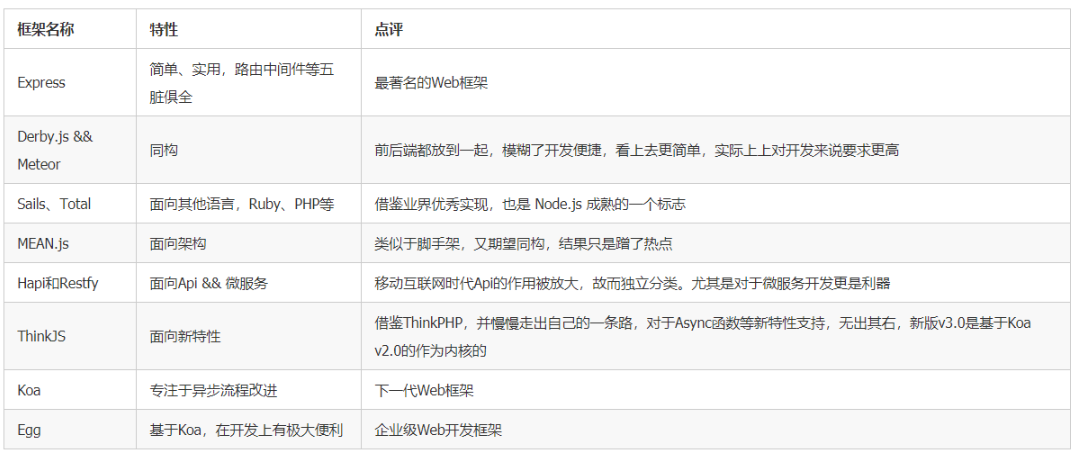 框架名称 特性 点评
Express 简单、实用，路由中间件等五
脏俱全 最著名的Web框架
Derby.js &&
Meteor 同构 前后端都放到一起，模糊了开发便捷，看上去更简单，实际上上对开发来说要求更高
Sails、Total 面向其他语言，Ruby、PHP等 借鉴业界优秀实现，也是 Node.js 成熟的一个标志
MEAN.js 面向架构 类似于脚手架，又期望同构，结果只是蹭了热点
Hapi和Restfy 面向Api && 微服务 移动互联网时代Api的作用被放大，故而独立分类。尤其是对于微服务开发更是利器
ThinkJS 面向新特性 借鉴ThinkPHP，并慢慢走出自己的一条路，对于Async函数等新特性支持，无出其右，新版v3.0是基于Koa
v2.0的作为内核的
Koa 专注于异步流程改进 下一代Web框架
Egg 基于Koa，在开发上有极大便利 企业级Web开发框架